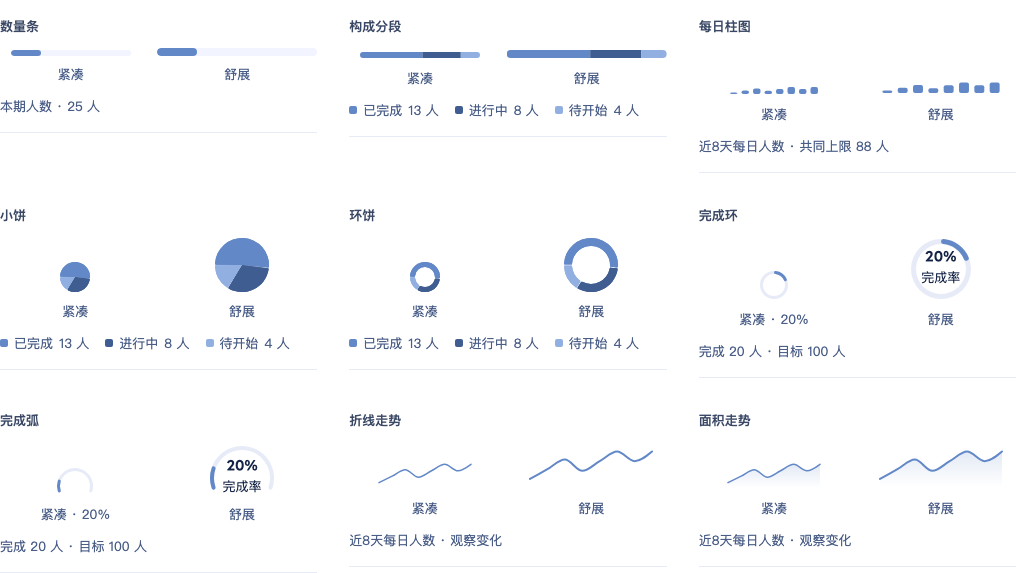 数量条
紧凑
舒展
本期人数 · 25 人
构成分段
紧凑
舒展
已完成 13 人 进行中 8 人 待开始 4 人
每日柱图
紧凑
舒展
近8天每日人数 · 共同上限 88 人
小饼
紧凑
舒展
已完成 13 人 进行中 8 人 待开始 4 人
环饼
紧凑
舒展
已完成 13 人 进行中 8 人 待开始 4 人
完成环
20%
完成率
紧凑 · 20%
舒展
完成 20 人 · 目标 100 人
完成弧
20%
完成率
紧凑 · 20%
舒展
完成 20 人 · 目标 100 人
折线走势
紧凑
舒展
近8天每日人数 · 观察变化
面积走势
紧凑
舒展
近8天每日人数 · 观察变化